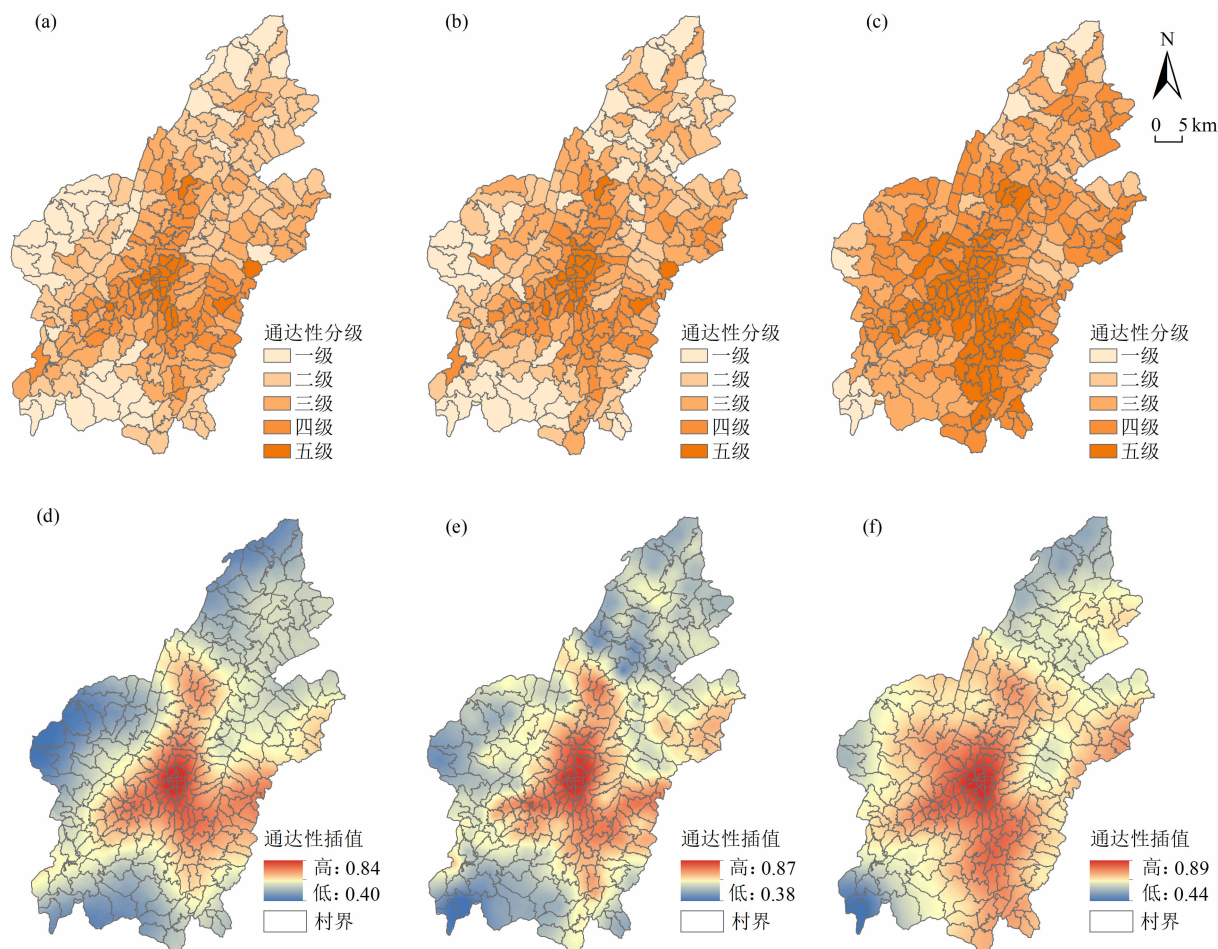 (a)
(b)
(c)
N
0 5 km
通达性分级
一级
二级
三级
四级
五级
通达性分级
一级
二级
三级
四级
五级
通达性分级
一级
二级
三级
四级
五级
(d)
(e)
(f)
通达性插值
高: 0.84
低: 0.40
村界
通达性插值
高: 0.87
低: 0.38
村界
通达性插值
高: 0.89
低: 0.44
村界